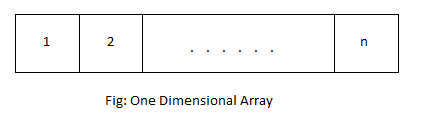 1 2 . . . . . . n
Fig: One Dimensional Array